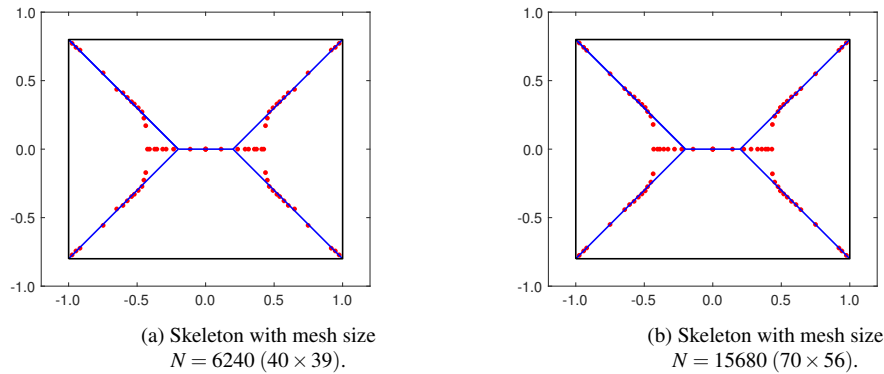 1.0
0.5
0.0
-0.5
-1.0
-1.0 -0.5 0.0 0.5 1.0
(a) Skeleton with mesh size
N = 6240 (40 × 39).
1.0
0.5
0.0
-0.5
-1.0
-1.0 -0.5 0.0 0.5 1.0
(b) Skeleton with mesh size
N = 15680 (70 × 56).